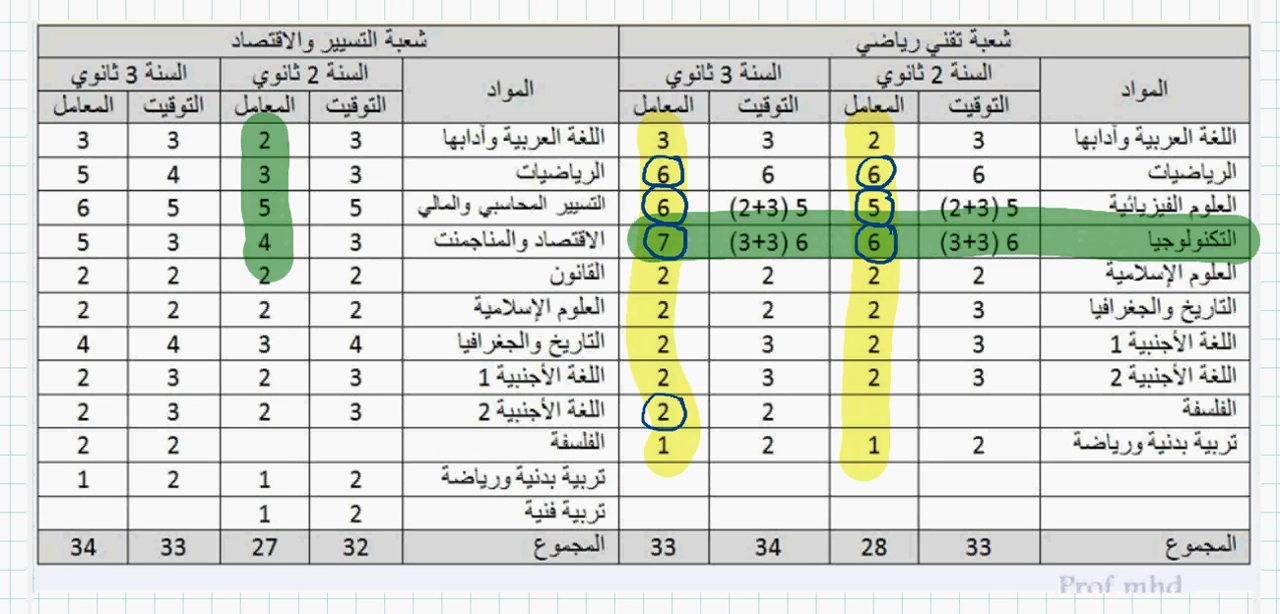 شعبة تقني رياضي شعبة التسيير والاقتصاد
المواد السنة 2 ثانوي السنة 3 ثانوي المواد السنة 2 ثانوي السنة 3 ثانوي
التوقيت المعامل التوقيت المعامل التوقيت المعامل التوقيت المعامل
اللغة العربية وأدابها 3 2 3 3 اللغة العربية وأدابها 3 2 3 3
الرياضيات 6 6 6 6 الرياضيات 3 3 4 5
العلوم الفيزيائية 5 (3+2) 5 5 (3+2) 6 التسيير المحاسبي والمالي 5 5 5 6
التكنولوجيا 6 (3+3) 6 6 (3+3) 7 الاقتصاد والمناجمنت 3 4 3 5
العلوم الإسلامية 2 2 2 2 القانون 2 2 2 2
التاريخ والجغرافيا 3 2 2 2 العلوم الإسلامية 2 2 2 2
اللغة الأجنبية 1 3 2 3 2 التاريخ والجغرافيا 4 3 4 4
اللغة الأجنبية 2 3 2 3 2 اللغة الأجنبية 1 3 2 3 2
الفلسفة 2 2 اللغة الأجنبية 2 3 2 3 2
تربية بدنية ورياضة 2 1 2 1 الفلسفة 2 2
تربية بدنية ورياضة 2 1 2 1
تربية فنية 2 1
المجموع 33 28 34 33 المجموع 32 27 33 34
Prof mhd